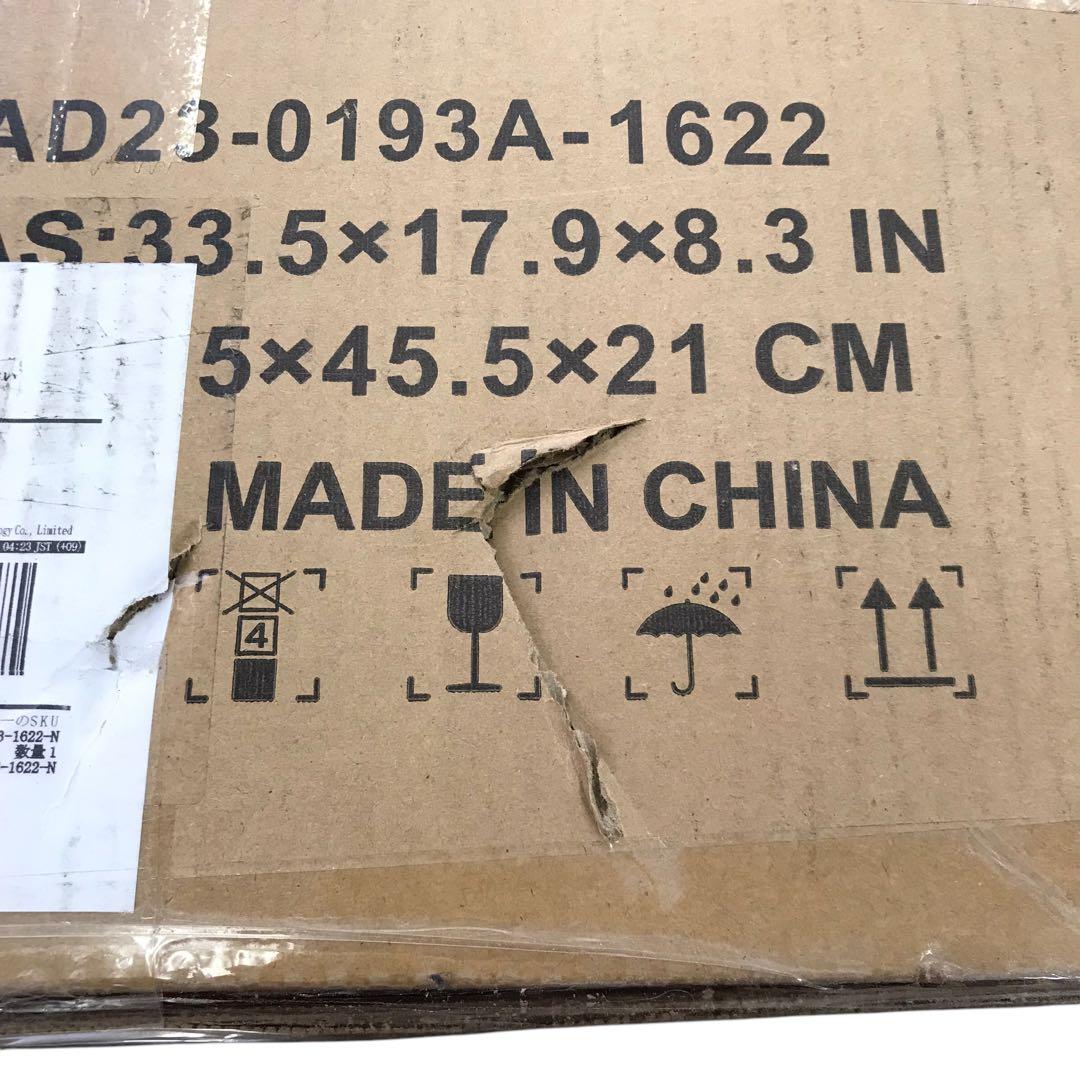 AD23-0193A-1622
AS:33.5×17.9×8.3 IN
5×45.5×21 CM
MADE IN CHINA
4
ogy Co., Limited
04:23 JST (+09)
ーのSKU
3-1622-N
数量 1
-1622-N